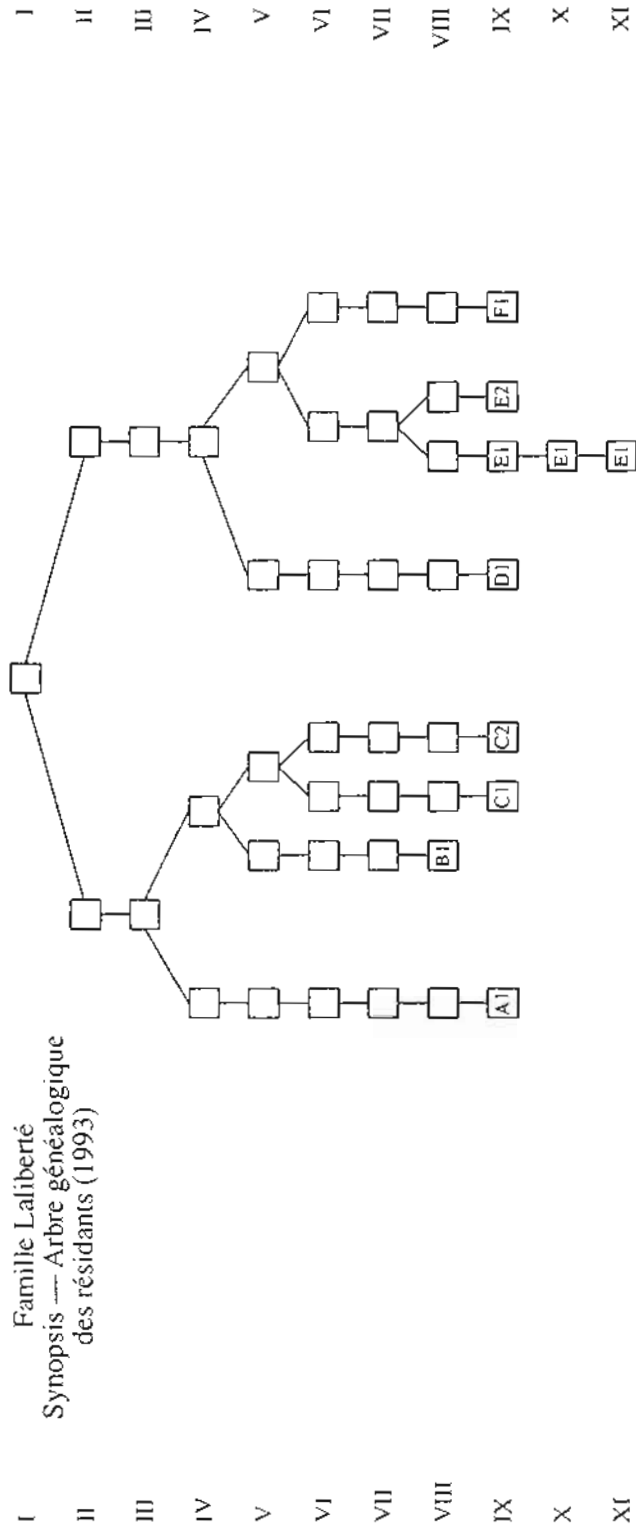 Famille Laliberté
Synopsis — Arbre généalogique
des résidants (1993)
I I
II II
III III
IV IV
V V
VI VI
VII VII
VIII B1 VIII
IX A1 C1 C2 D1 E1 E2 F1 IX
X E1 X
XI E1 XI